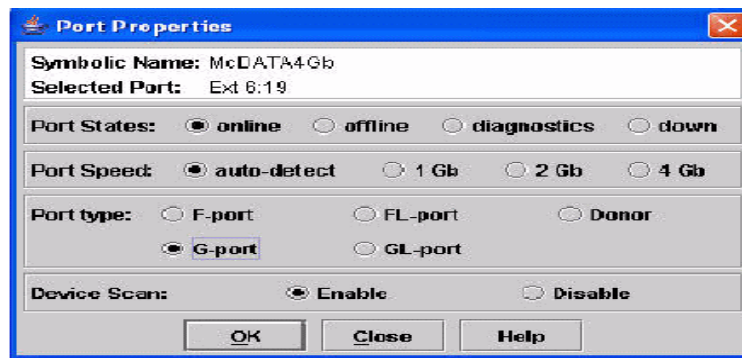 Port Properties
Symbolic Name: McDATA4Gb
Selected Port: Ext 6:19
Port States: online offline diagnostics down
Port Speed: auto-detect 1 Gb 2 Gb 4 Gb
Port type: F-port FL-port Donor
G-port GL-port
Device Scan: Enable Disable
OK Close Help